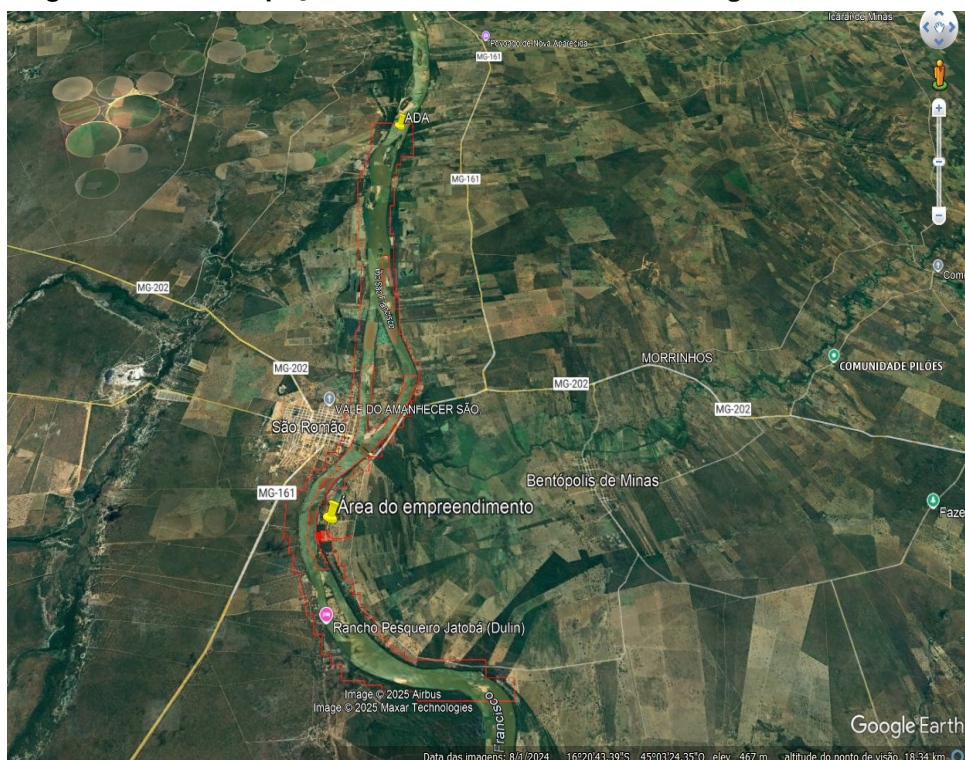 Icaraí de Minas
Povoado de Nova Aparecida
MG-161
ADA
MG-161
Rio São Francisco
MG-202
Com
MORRINHOS
COMUNIDADE PILÕES
MG-202
MG-202
MG-202
VALE DO AMANHECER SÃO,
São Romão
Bentópolis de Minas
MG-161
Área do empreendimento
Faze
Rancho Pesqueiro Jatobá (Dulin)
Image © 2025 Airbus
Image © 2025 Maxar Technologies
Francisco
Google Earth
Data das imagens: 8/1/2024 16°20'43.39"S 45°03'24.35"O elev 467 m altitude do ponto de visão 18.34 km